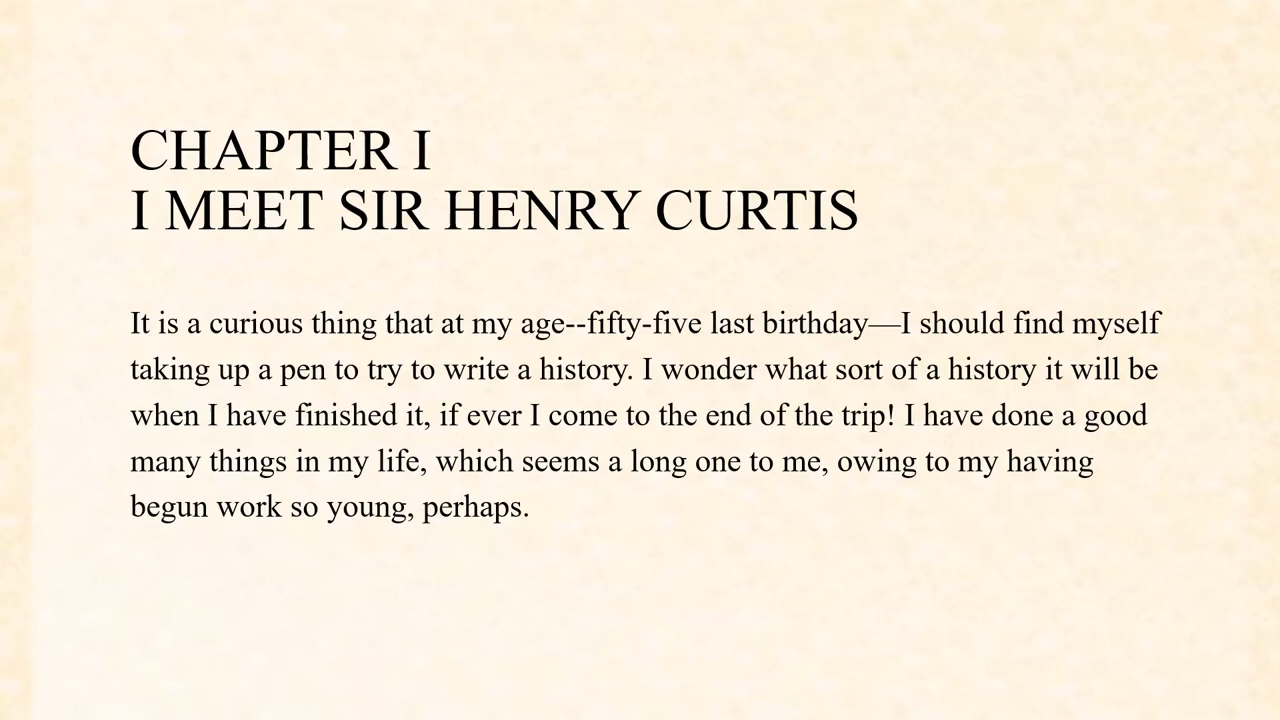 CHAPTER I
I MEET SIR HENRY CURTIS
It is a curious thing that at my age--fifty-five last birthday—I should find myself
taking up a pen to try to write a history. I wonder what sort of a history it will be
when I have finished it, if ever I come to the end of the trip! I have done a good
many things in my life, which seems a long one to me, owing to my having
begun work so young, perhaps.